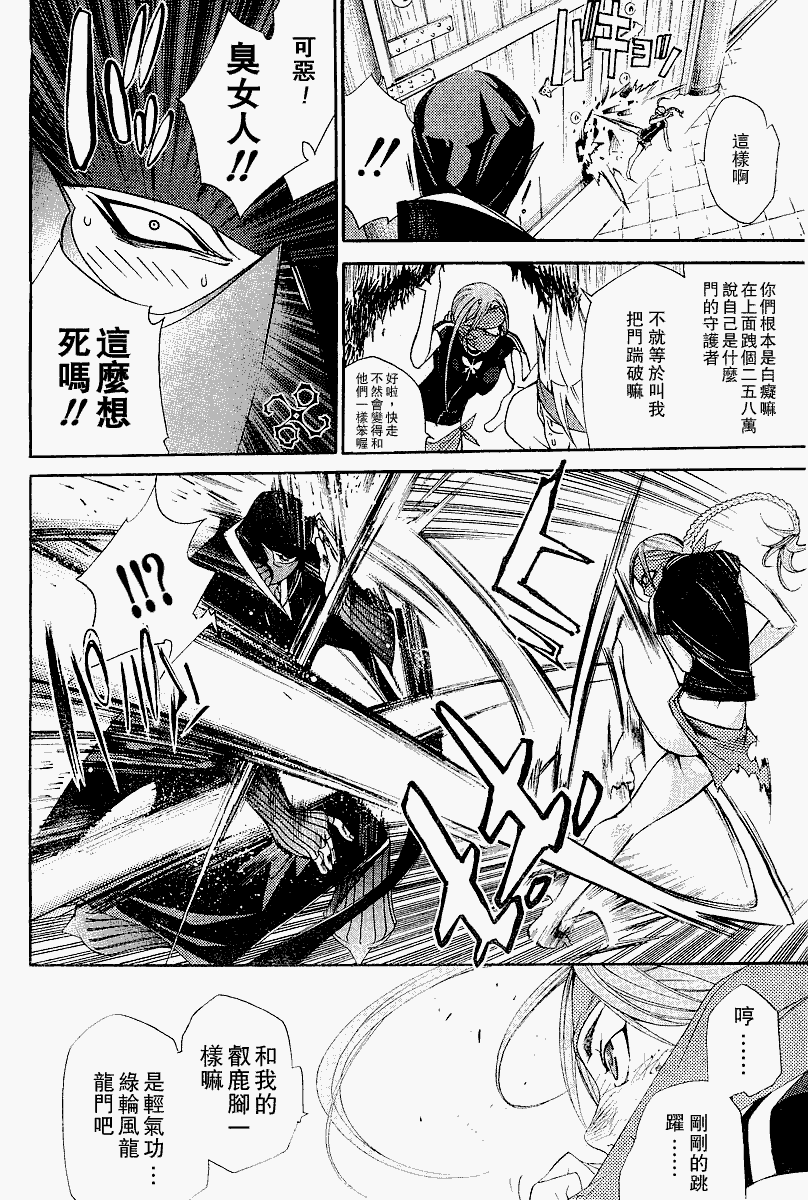 這樣啊
バキョッ
!!
可惡！
臭女人!!
這麼想
死嗎!!
你們根本是白癡嘛
在上面跩個二五八萬
說自己是什麼
門的守護者
不就等於叫我
把門踹破嘛
好啦，快走
不然會變得和
他們一樣笨喔
!!?
哼……
剛剛的跳
躍……
和我的
叡鹿腳一
樣嘛
是輕氣功…
綠輪風龍
龍門吧